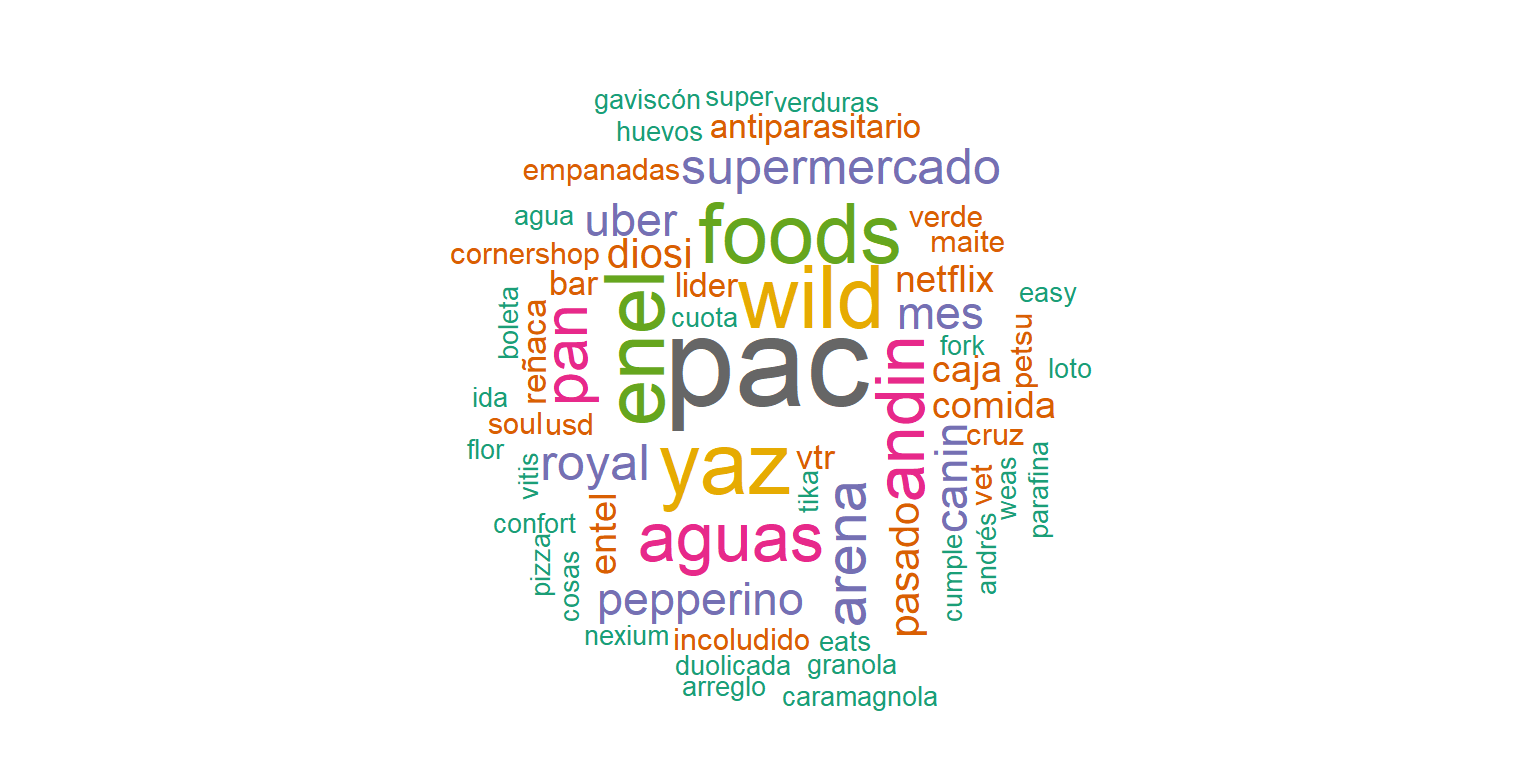 gaviscón super verduras
huevos antiparasitario
empanadas supermercado
agua uber foods verde
cornershop diosi maite
bar lider wild netflix
boleta reñaca pan enel cuota pac mes easy
andin fork petsu
caja loto
ida comida
soul usd cruz
flor royal yaz vtr canin vet weas parafina
vitis tika arena pasado
confort entel aguas cumple andrés
pizza cosas
pepperino
nexium incoludido eats
duolicada granola
arreglo caramagnola